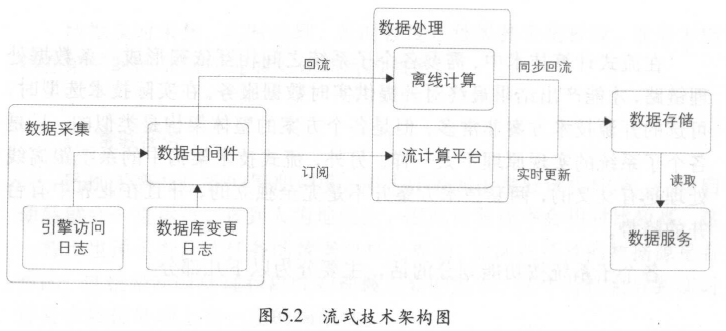 数据处理
回流
离线计算
同步回流
数据采集
数据中间件
订阅
流计算平台
实时更新
数据存储
读取
引擎访问
日志
数据库变更
日志
数据服务
图 5.2 流式技术架构图